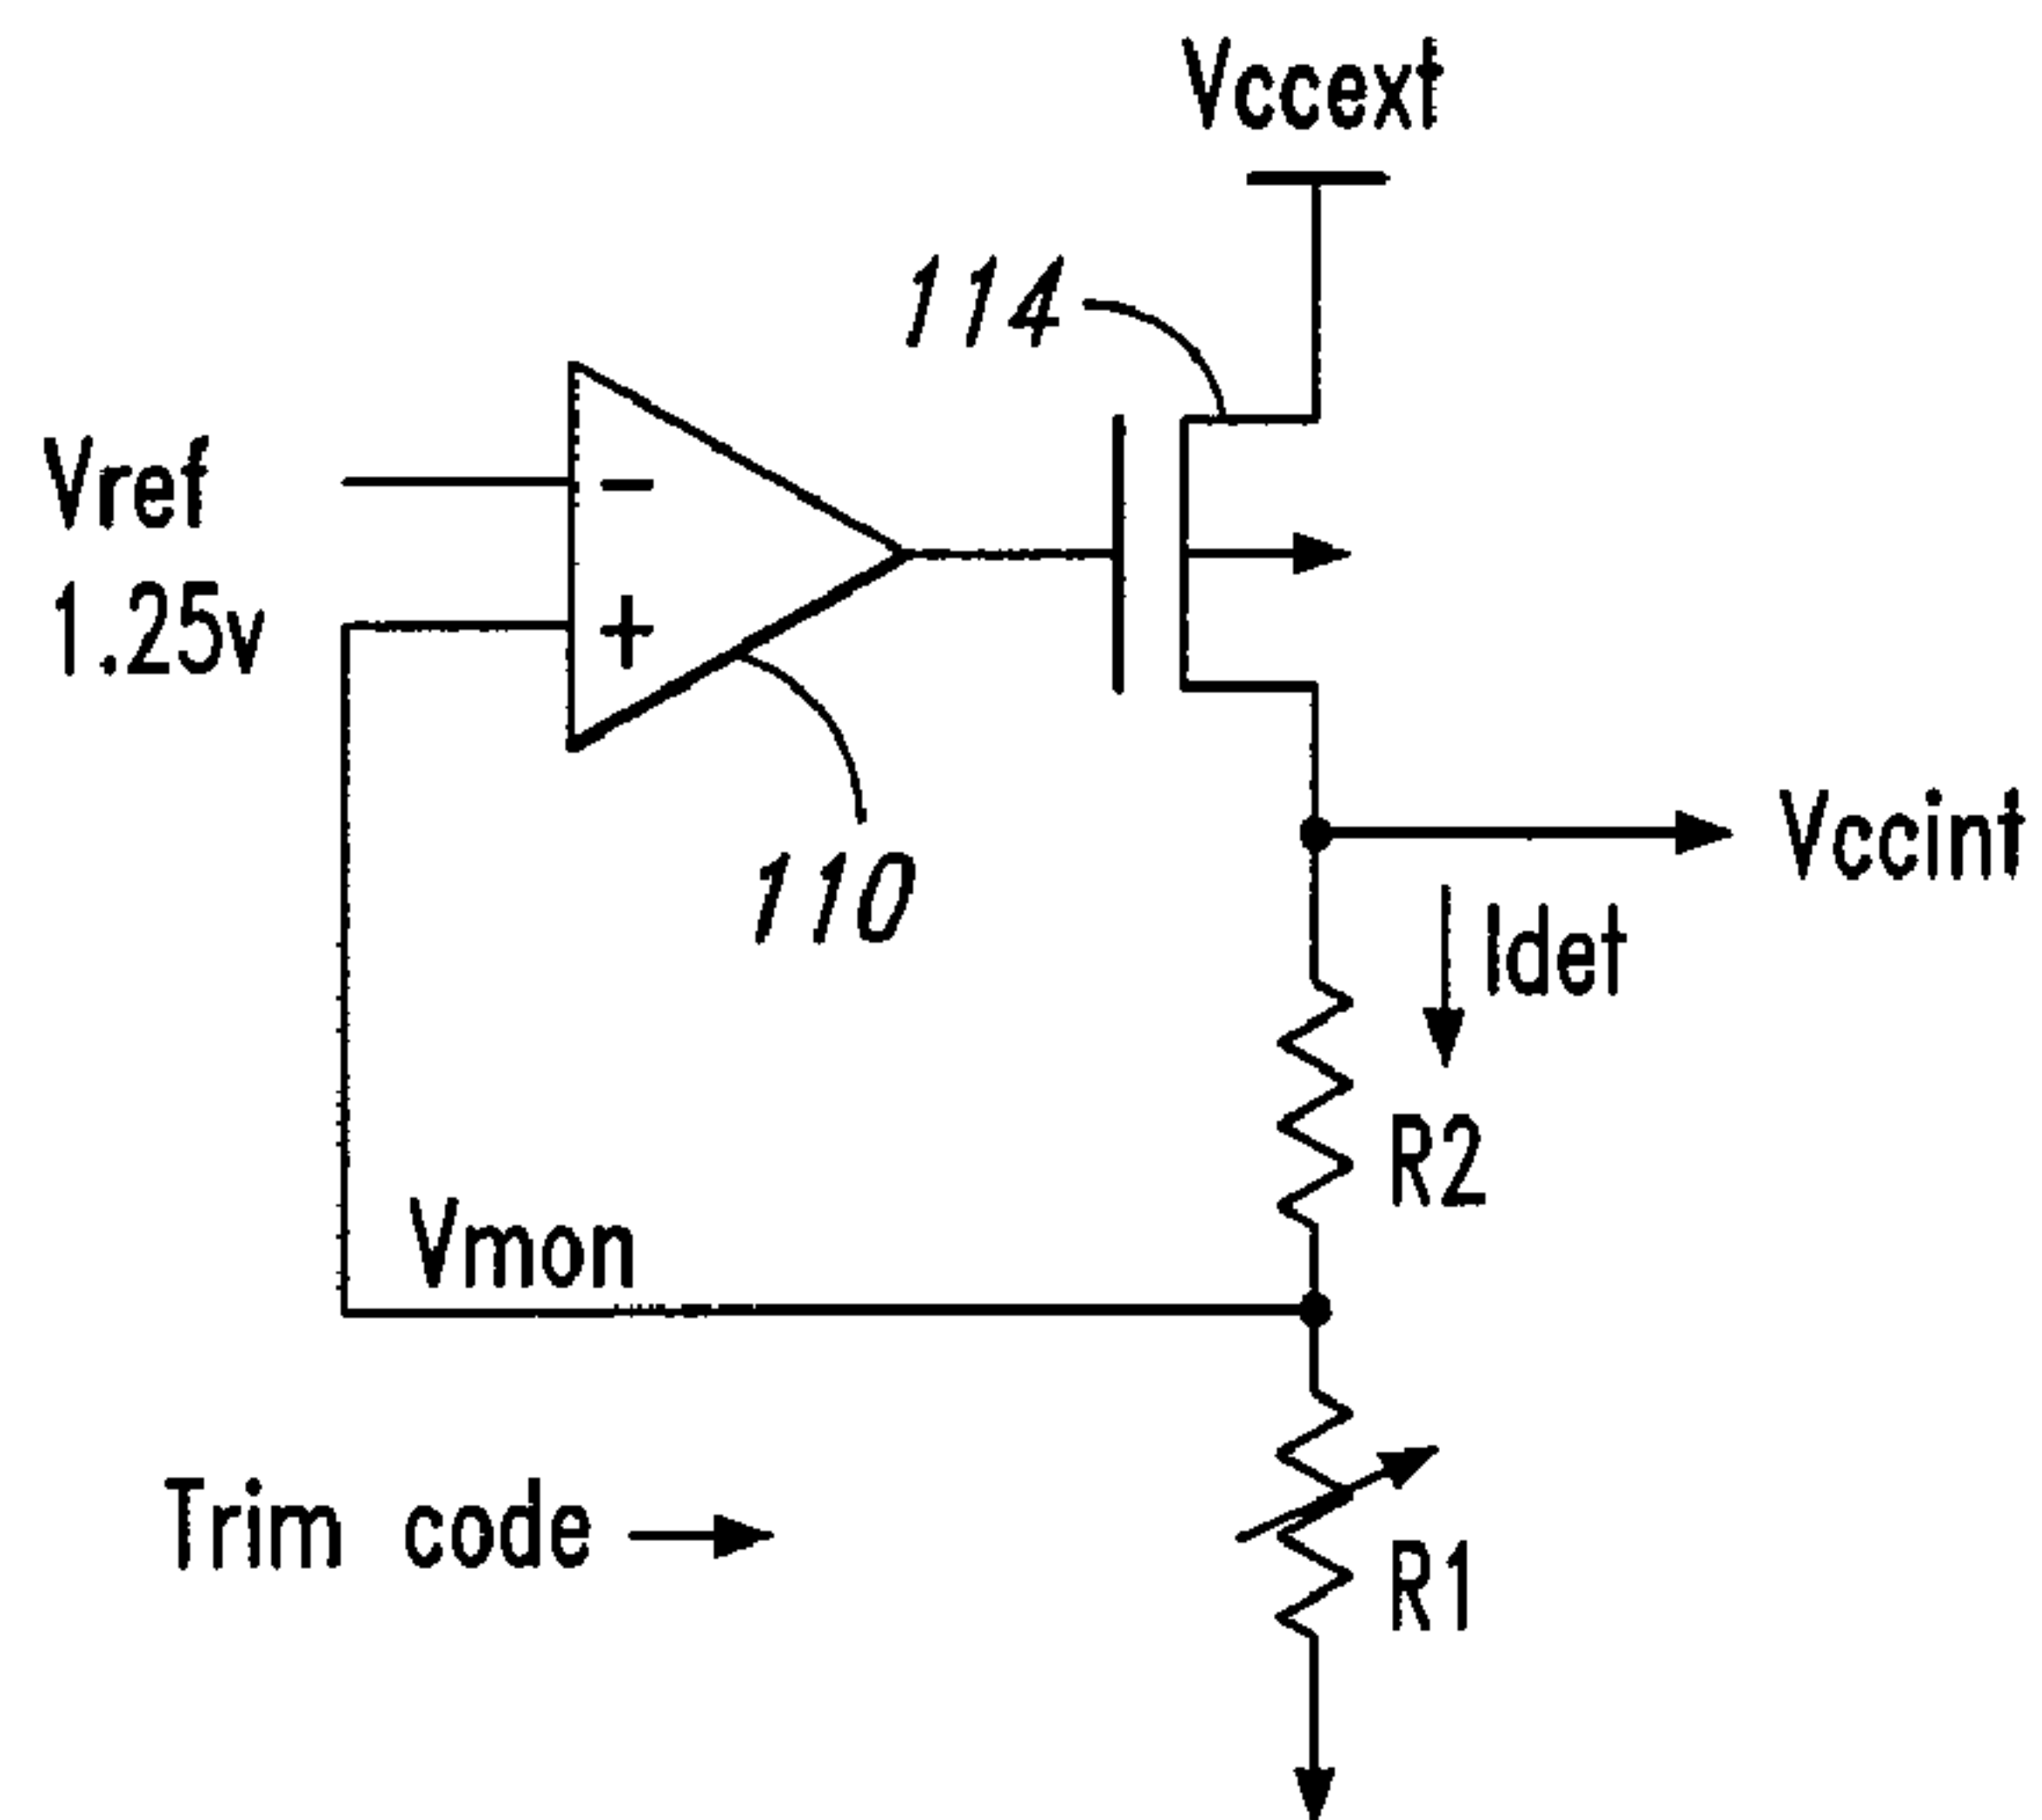 Vccext
114
Vref
1.25v
-
+
110
Vccint
Idet
R2
Vmon
Trim code
R1